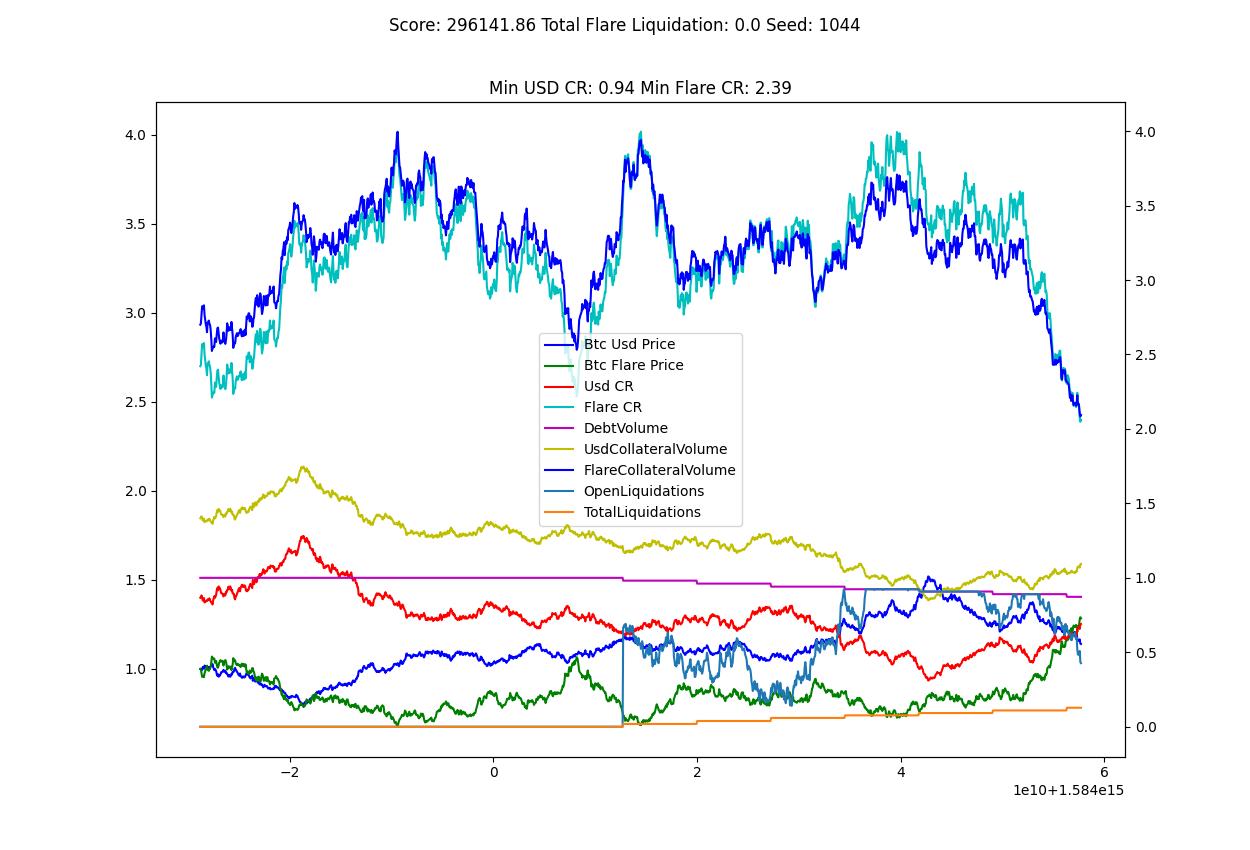 Score: 296141.86 Total Flare Liquidation: 0.0 Seed: 1044
Min USD CR: 0.94 Min Flare CR: 2.39
4.0
3.5
3.0
2.5
2.0
1.5
1.0
4.0
3.5
3.0
2.5
2.0
1.5
1.0
0.5
0.0
Btc Usd Price
Btc Flare Price
Usd CR
Flare CR
DebtVolume
UsdCollateralVolume
FlareCollateralVolume
OpenLiquidations
TotalLiquidations
−2 0 2 4 6
1e10+1.584e15